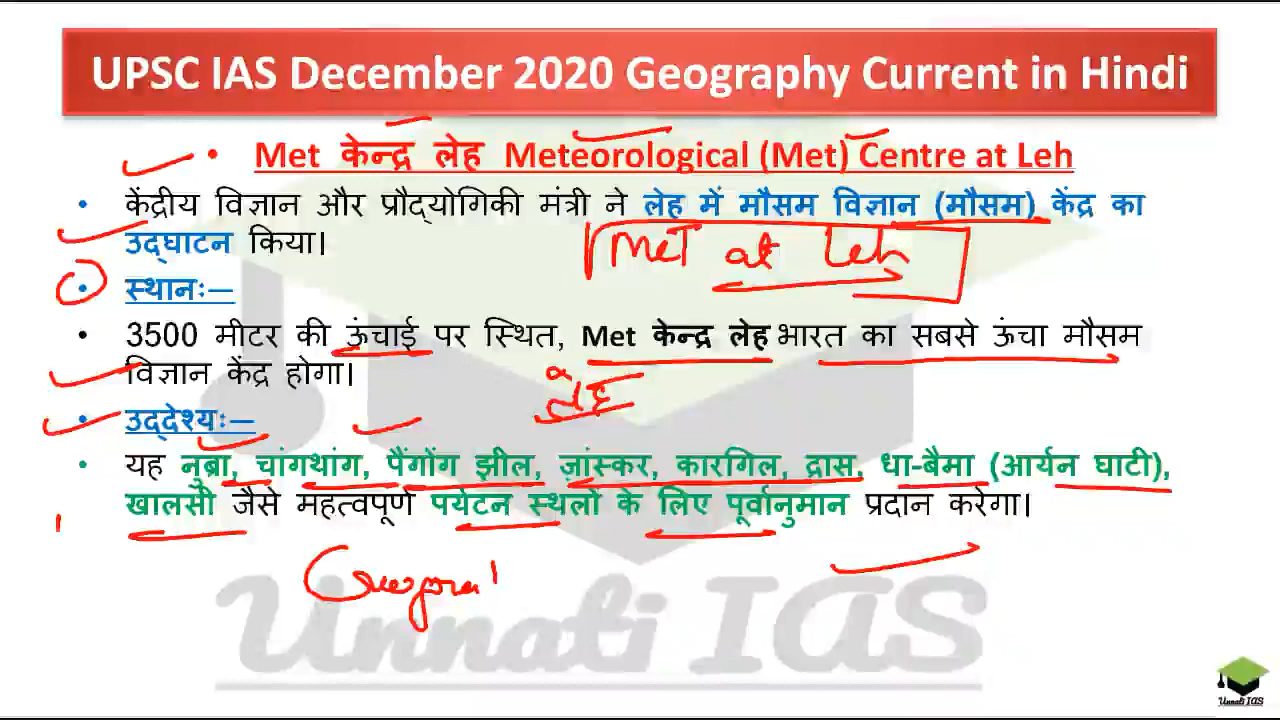 UPSC IAS December 2020 Geography Current in Hindi
• Met केन्द्र लेह Meteorological (Met) Centre at Leh
• केंद्रीय विज्ञान और प्रौद्योगिकी मंत्री ने लेह में मौसम विज्ञान (मौसम) केंद्र का
उद्घाटन किया।
MeT at Leh
• स्थानः—
• 3500 मीटर की ऊंचाई पर स्थित, Met केन्द्र लेह भारत का सबसे ऊंचा मौसम
विज्ञान केंद्र होगा।
लेह
• उद्देश्यः—
• यह नुब्रा, चांगथांग, पैंगोंग झील, ज़ांस्कर, कारगिल, द्रास, धा-बैमा (आर्यन घाटी),
खालसी जैसे महत्वपूर्ण पर्यटन स्थलों के लिए पूर्वानुमान प्रदान करेगा।
Unnati IAS
Unnati IAS